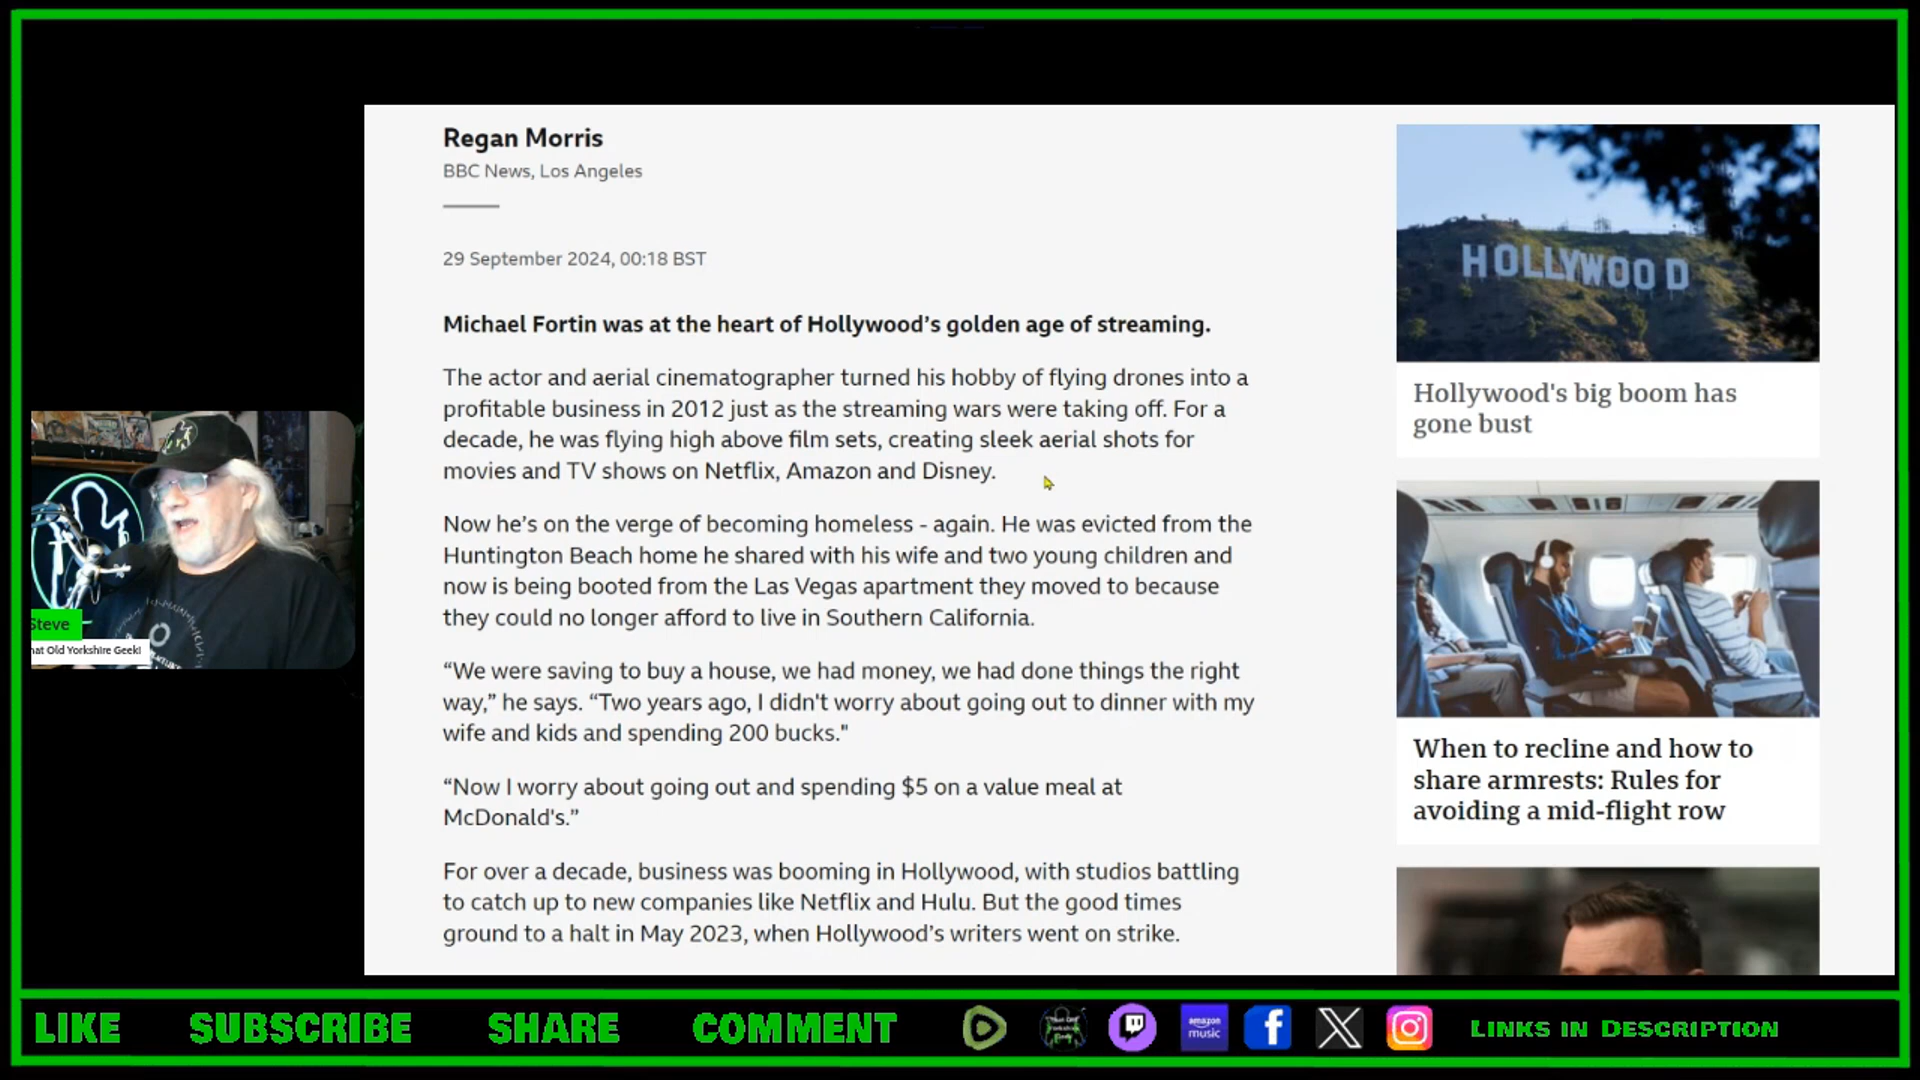 Regan Morris
BBC News, Los Angeles
29 September 2024, 00:18 BST
Michael Fortin was at the heart of Hollywood’s golden age of streaming.
The actor and aerial cinematographer turned his hobby of flying drones into a
profitable business in 2012 just as the streaming wars were taking off. For a
decade, he was flying high above film sets, creating sleek aerial shots for
movies and TV shows on Netflix, Amazon and Disney.
Now he’s on the verge of becoming homeless - again. He was evicted from the
Huntington Beach home he shared with his wife and two young children and
now is being booted from the Las Vegas apartment they moved to because
they could no longer afford to live in Southern California.
“We were saving to buy a house, we had money, we had done things the right
way,” he says. “Two years ago, I didn't worry about going out to dinner with my
wife and kids and spending 200 bucks."
“Now I worry about going out and spending $5 on a value meal at
McDonald's.”
For over a decade, business was booming in Hollywood, with studios battling
to catch up to new companies like Netflix and Hulu. But the good times
ground to a halt in May 2023, when Hollywood’s writers went on strike.
HOLLYWOOD
Hollywood's big boom has
gone bust
When to recline and how to
share armrests: Rules for
avoiding a mid-flight row
Steve
hat Old Yorkshire Geek!
LIKE SUBSCRIBE SHARE COMMENT
amazon
music
LINKS IN DESCRIPTION